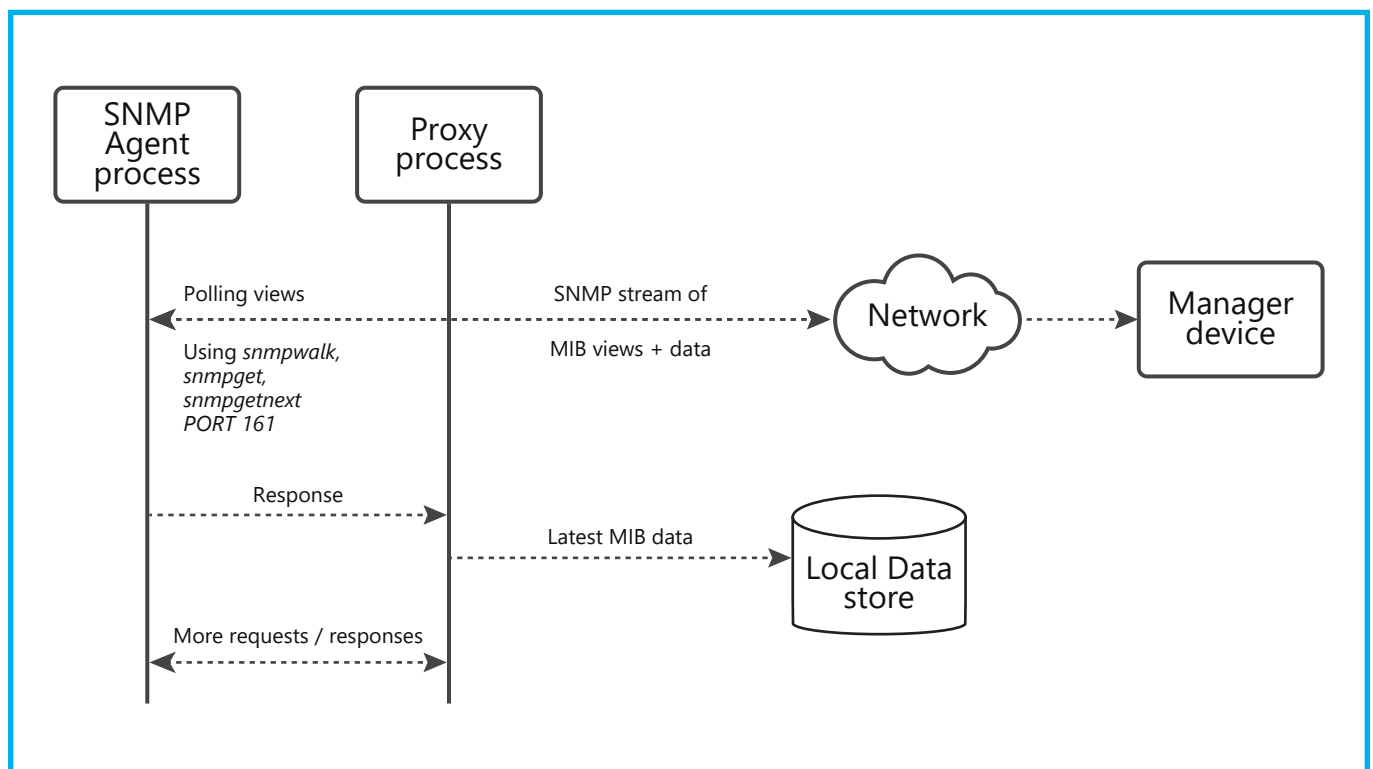 SNMP
Agent
process
Proxy
process
Polling views
SNMP stream of
Network
Manager
device
Using snmpwalk,
snmpget,
snmpgetnext
PORT 161
MIB views + data
Response
Latest MIB data
Local Data
store
More requests / responses